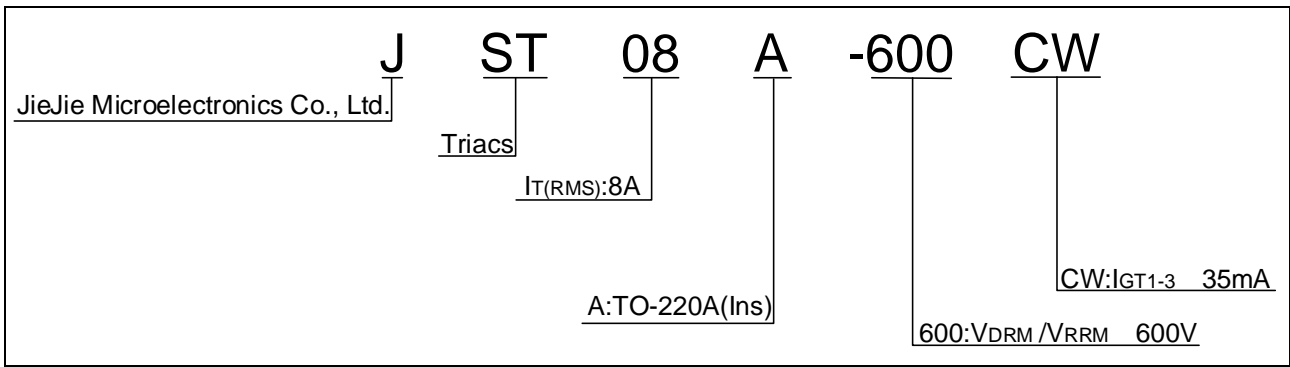 J ST 08 A -600 CW
JieJie Microelectronics Co., Ltd.
Triacs
IT(RMS):8A
CW:IGT1-3 35mA
A:TO-220A(Ins)
600:VDRM /VRRM 600V